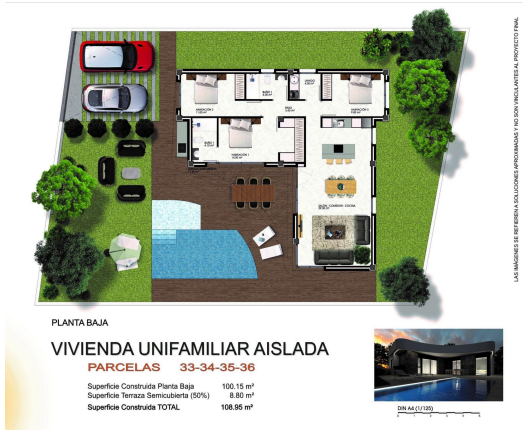 LAS IMÁGENES SE REFIEREN A SOLUCIONES APROXIMADAS Y NO SON VINCULANTES AL PROYECTO FINAL
BAÑO 1
HABITACIÓN 2
HABITACIÓN 3
BAÑO 2
HABITACIÓN 1
SALÓN - COMEDOR - COCINA
PLANTA BAJA
VIVIENDA UNIFAMILIAR AISLADA
PARCELAS 33-34-35-36
Superficie Construida Planta Baja 100.15 m²
Superficie Terraza Semicubierta (50%) 8.80 m²
Superficie Construida TOTAL 108.95 m²
DIN A4 (1/125)